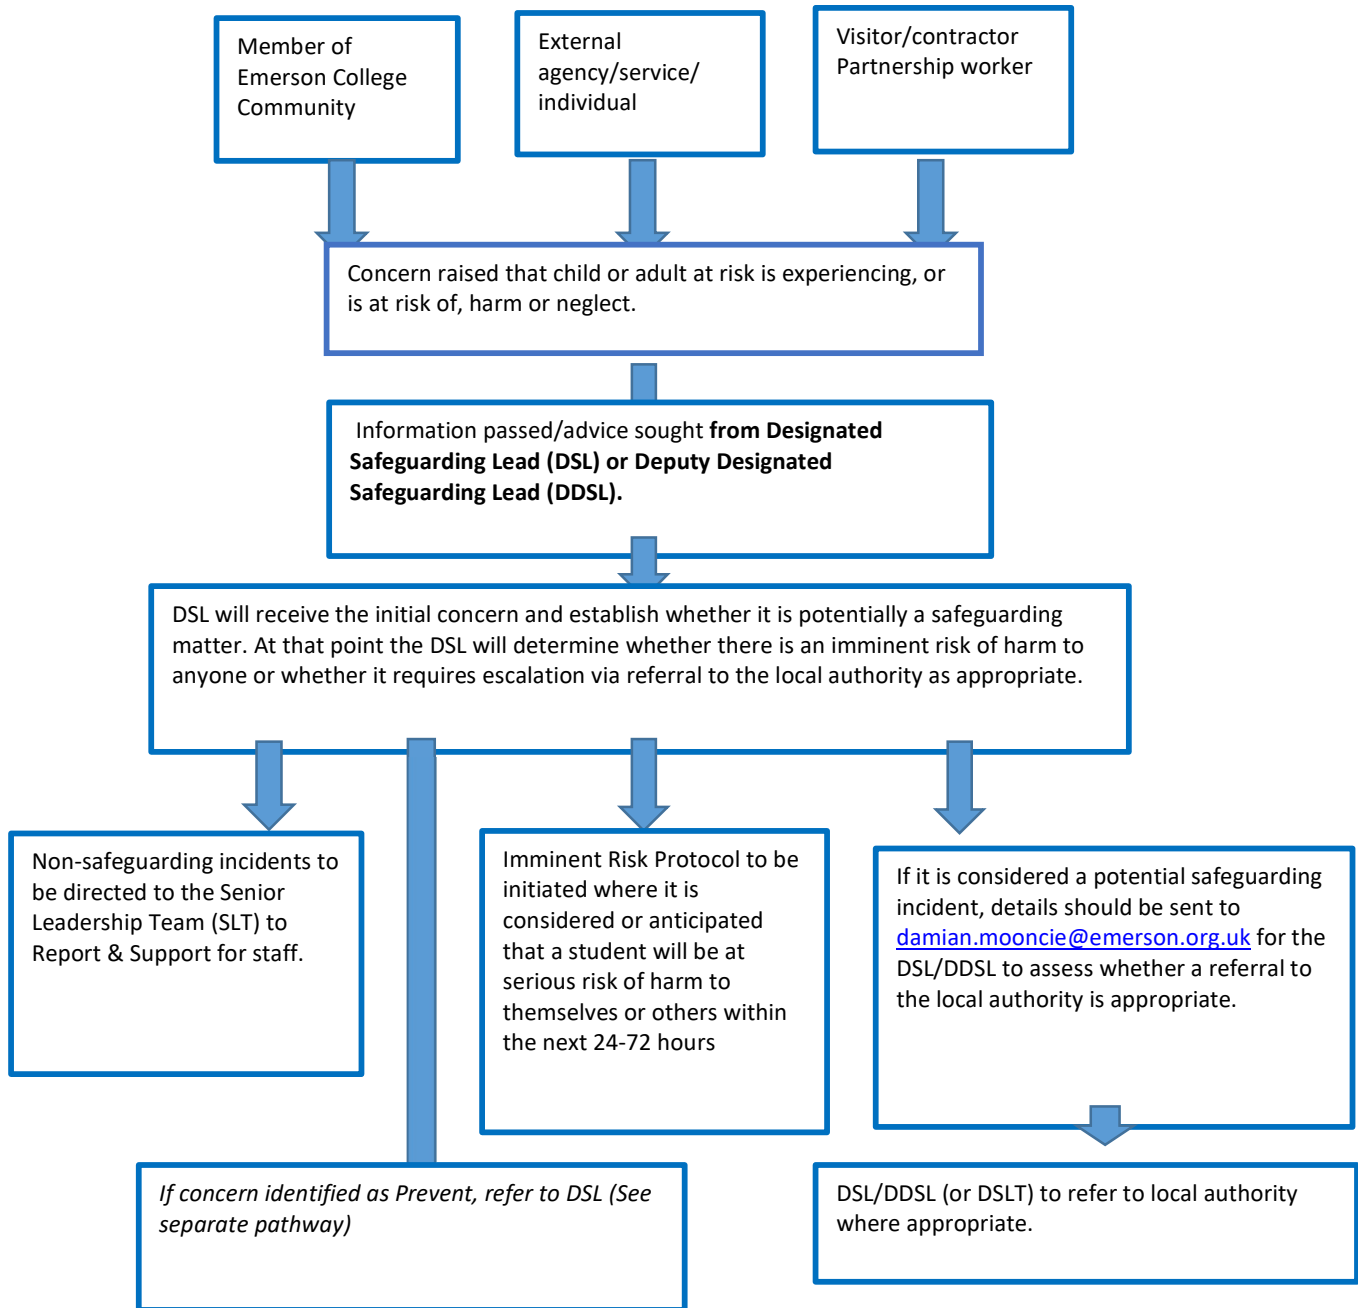 Member of
Emerson College
Community
External
agency/service/
individual
Visitor/contractor
Partnership worker
Concern raised that child or adult at risk is experiencing, or
is at risk of, harm or neglect.
Information passed/advice sought from Designated
Safeguarding Lead (DSL) or Deputy Designated
Safeguarding Lead (DDSL).
DSL will receive the initial concern and establish whether it is potentially a safeguarding
matter. At that point the DSL will determine whether there is an imminent risk of harm to
anyone or whether it requires escalation via referral to the local authority as appropriate.
Non-safeguarding incidents to
be directed to the Senior
Leadership Team (SLT) to
Report & Support for staff.
Imminent Risk Protocol to be
initiated where it is
considered or anticipated
that a student will be at
serious risk of harm to
themselves or others within
the next 24-72 hours
If it is considered a potential safeguarding
incident, details should be sent to
damian.mooncie@emerson.org.uk for the
DSL/DDSL to assess whether a referral to
the local authority is appropriate.
If concern identified as Prevent, refer to DSL (See
separate pathway)
DSL/DDSL (or DSLT) to refer to local authority
where appropriate.